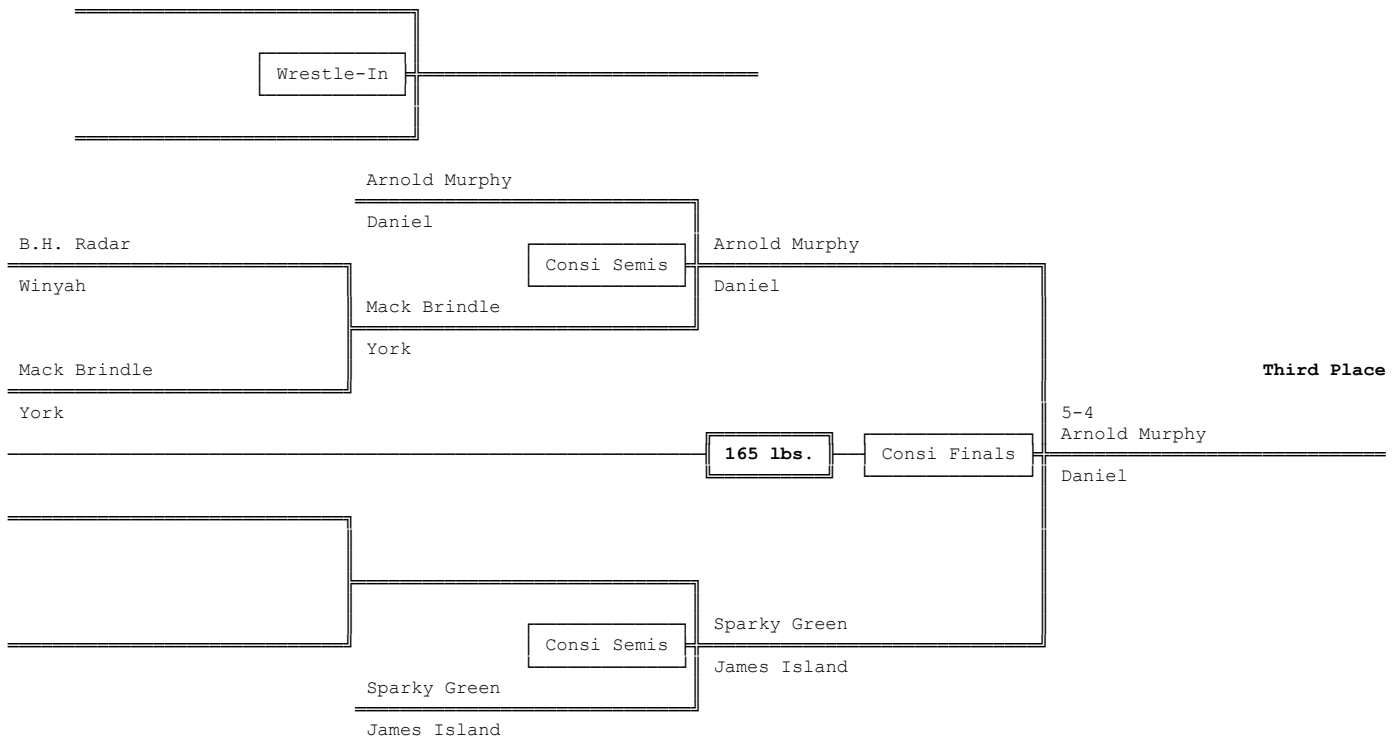 Wrestle-In
Arnold Murphy
Daniel
B.H. Radar
Arnold Murphy
Consi Semis
Winyah
Daniel
Mack Brindle
York
Mack Brindle
Third Place
York
5-4
Arnold Murphy
165 lbs.
Consi Finals
Daniel
Sparky Green
Consi Semis
James Island
Sparky Green
James Island